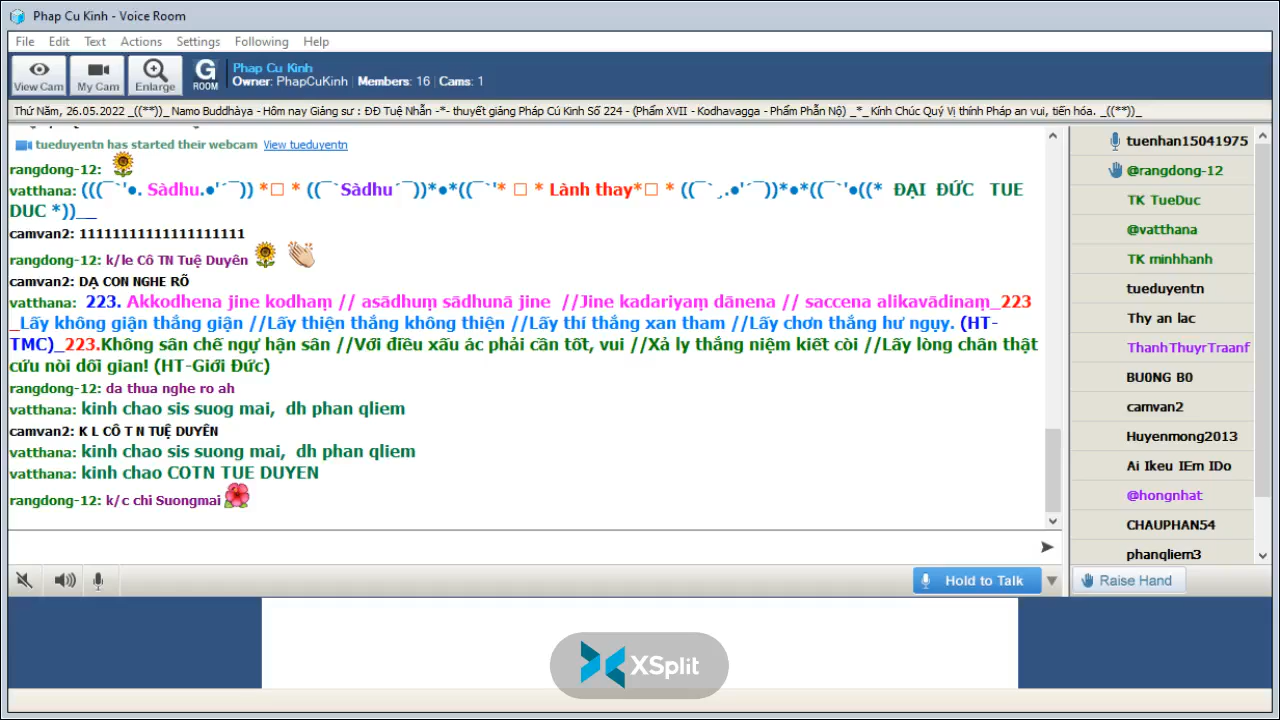 Phap Cu Kinh - Voice Room
File Edit Text Actions Settings Following Help
View Cam My Cam Enlarge G ROOM
Phap Cu Kinh
Owner: PhapCuKinh | Members: 16 | Cams: 1
Thứ Năm, 26.05.2022 _((**))_ Namo Buddhàya - Hôm nay Giảng sư : ĐĐ Tuệ Nhẫn -*- thuyết giảng Pháp Cú Kinh Số 224 - (Phẩm XVII - Kodhavagga - Phẩm Phẫn Nộ) _*_ Kính Chúc Quý Vị thính Pháp an vui, tiến hóa. _((**))_
tueduyentn has started their webcam View tueduyentn
rangdong-12:
vatthana: (((¯`'●. Sàdhu.●'´¯)) *□ * ((¯`Sàdhu´¯))*●*((¯`'* □ * Lành thay*□ * ((¯`¸.●'´¯))*●*((¯`'●((* ĐẠI ĐỨC TUE
DUC *))__
camvan2: 11111111111111111111
rangdong-12: k/le Cô TN Tuệ Duyên
camvan2: DẠ CON NGHE RÕ
vatthana: 223. Akkodhena jine kodhaṃ // asādhuṃ sādhunā jine //Jine kadariyaṃ dānena // saccena alikavādinaṃ_223
_Lấy không giận thắng giận //Lấy thiện thắng không thiện //Lấy thí thắng xan tham //Lấy chơn thắng hư ngụy. (HT-
TMC)_223.Không sân chế ngự hận sân //Với điều xấu ác phải cần tốt, vui //Xả ly thắng niệm kiết còi //Lấy lòng chân thật
cứu nòi dối gian! (HT-Giới Đức)
rangdong-12: da thua nghe ro ah
vatthana: kinh chao sis suog mai, dh phan qliem
camvan2: K L CÔ T N TUỆ DUYÊN
vatthana: kinh chao sis suong mai, dh phan qliem
vatthana: kinh chao COTN TUE DUYEN
rangdong-12: k/c chi Suongmai
tuenhan15041975
@rangdong-12
TK TueDuc
@vatthana
TK minhhanh
tueduyentn
Thy an lac
ThanhThuyrTraanf
BU0NG B0
camvan2
Huyenmong2013
Ai Ikeu IEm IDo
@hongnhat
CHAUPHAN54
phanqliem3
Hold to Talk
Raise Hand
XSplit